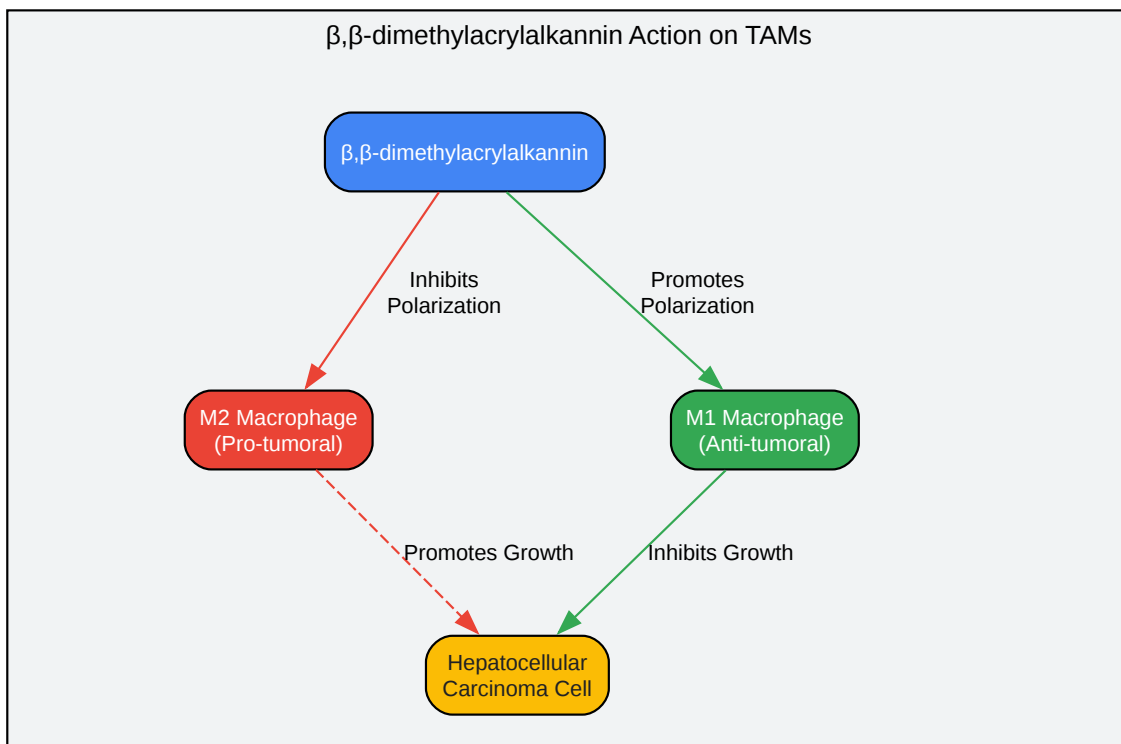 β,β-dimethylacrylalkannin Action on TAMs
β,β-dimethylacrylalkannin
Inhibits
Polarization
Promotes
Polarization
M2 Macrophage
(Pro-tumoral)
M1 Macrophage
(Anti-tumoral)
Promotes Growth
Inhibits Growth
Hepatocellular
Carcinoma Cell